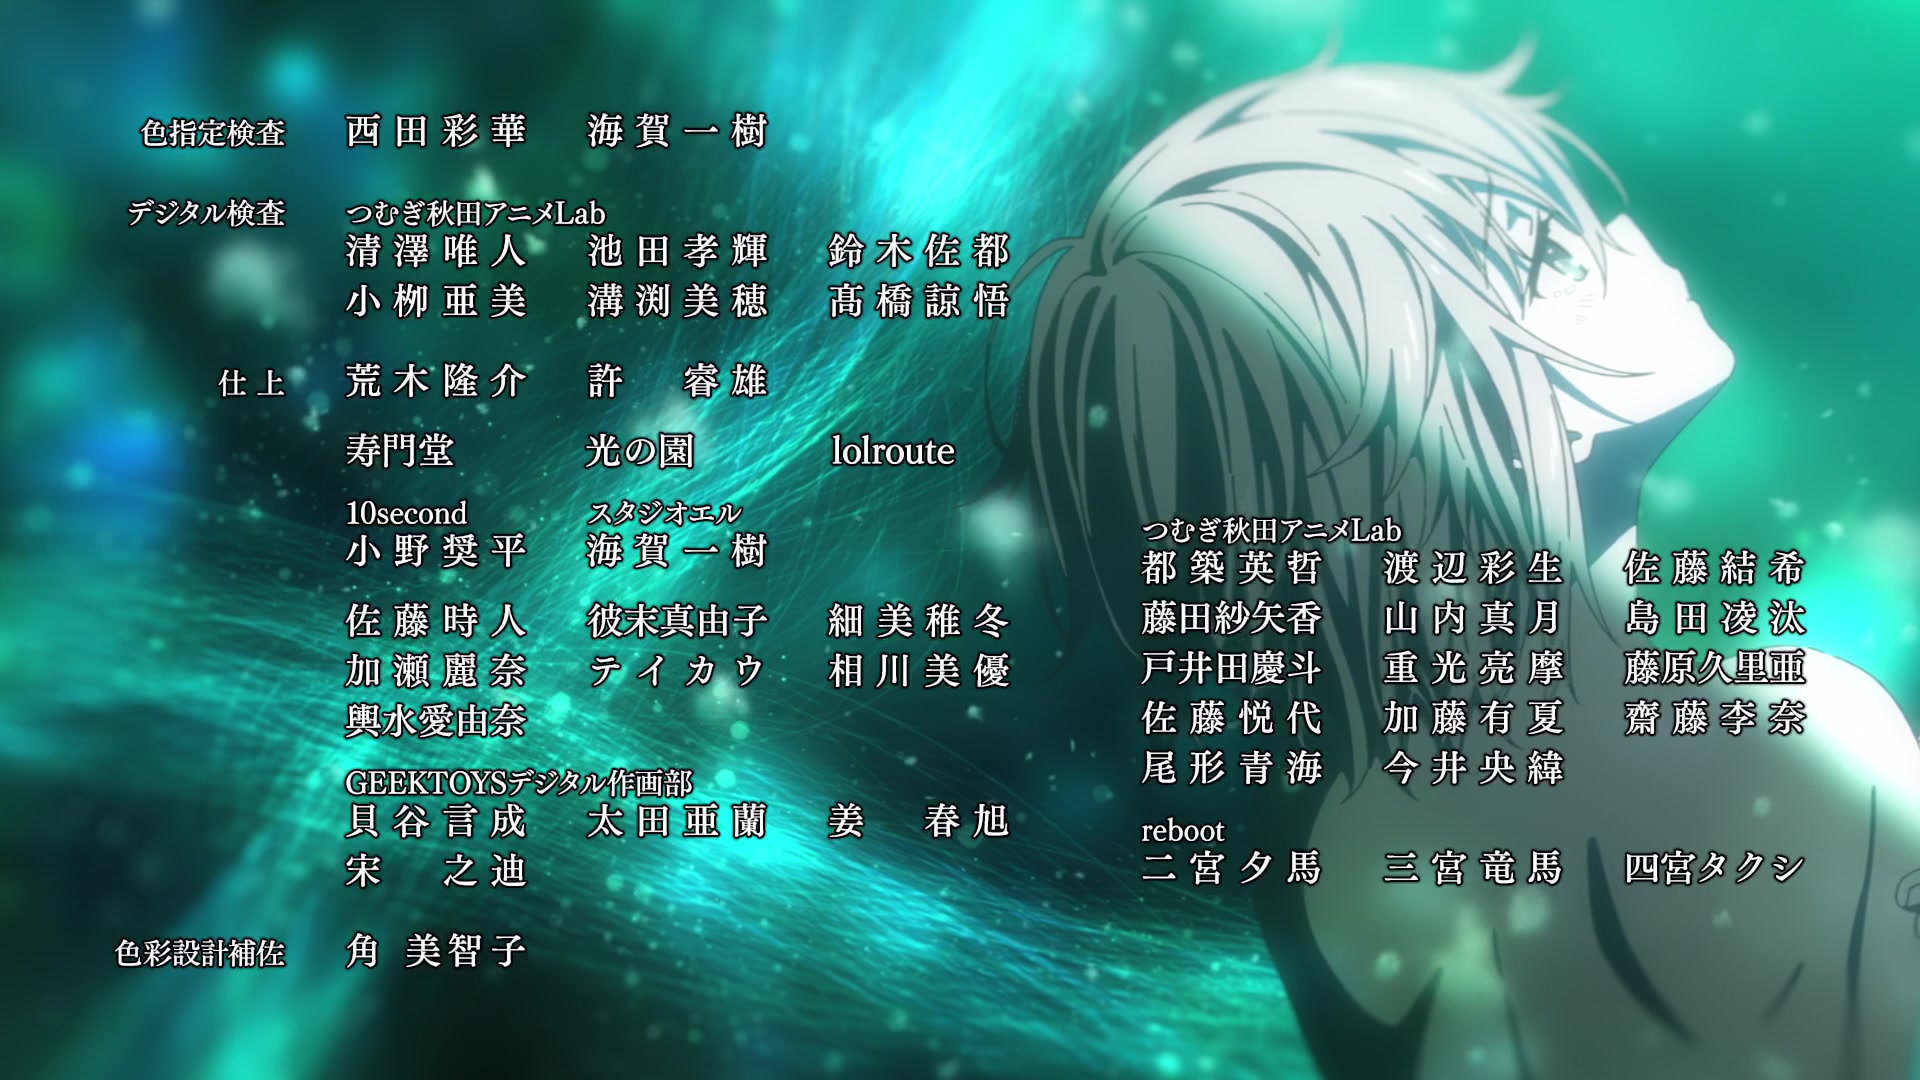 色指定検査 西田彩華 海賀一樹
デジタル検査 つむぎ秋田アニメLab
清澤唯人 池田孝輝 鈴木佐都
小栁亜美 溝渕美穂 髙橋諒悟
仕上 荒木隆介 許 睿雄
寿門堂 光の園 lolroute
10second スタジオエル
小野奨平 海賀一樹
佐藤時人 彼末真由子 細美稚冬
加瀬麗奈 テイカウ 相川美優
輿水愛由奈
GEEKTOYSデジタル作画部
貝谷言成 太田亜蘭 姜 春旭
宋 之迪
色彩設計補佐 角 美智子
つむぎ秋田アニメLab
都築英哲 渡辺彩生 佐藤結希
藤田紗矢香 山内真月 島田凌汰
戸井田慶斗 重光亮摩 藤原久里亜
佐藤悦代 加藤有夏 齋藤李奈
尾形青海 今井央緯
reboot
二宮夕馬 三宮竜馬 四宮タクシ